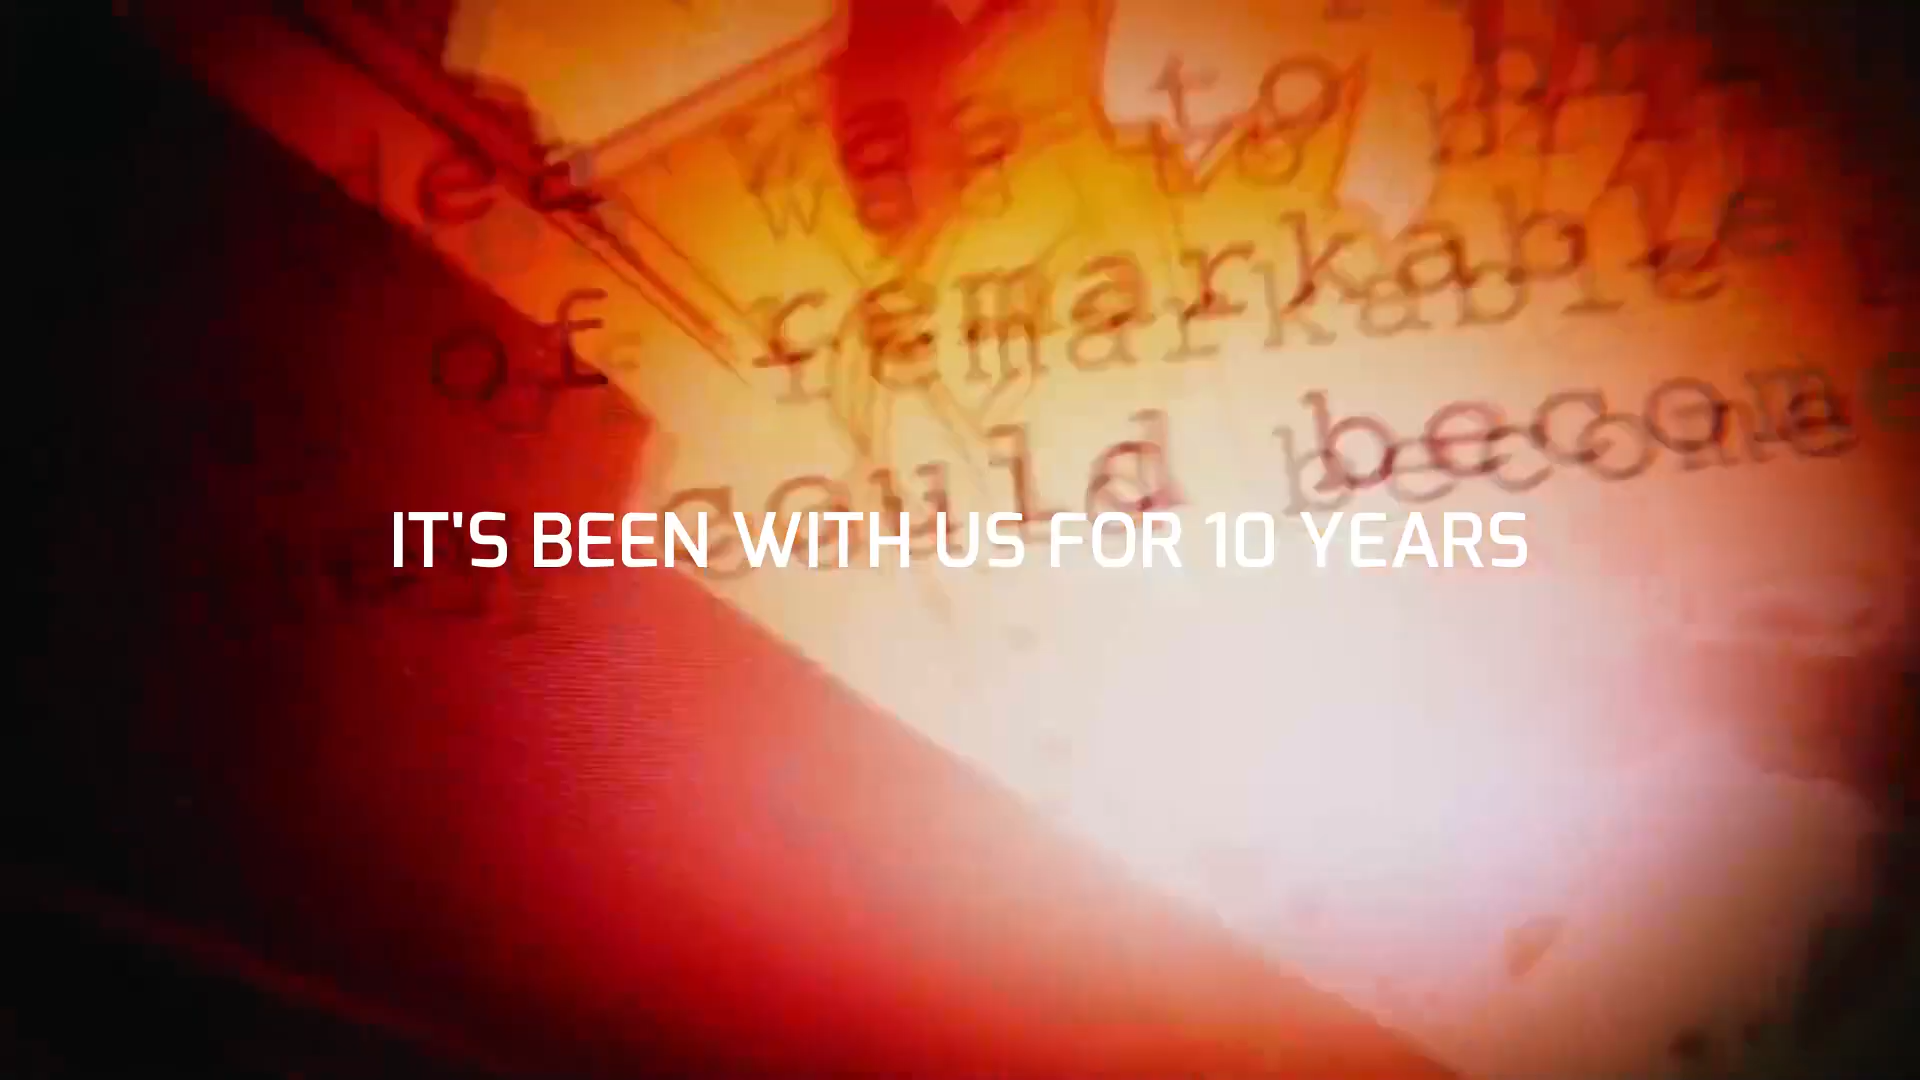 was to
of remarkable
could become
IT'S BEEN WITH US FOR 10 YEARS